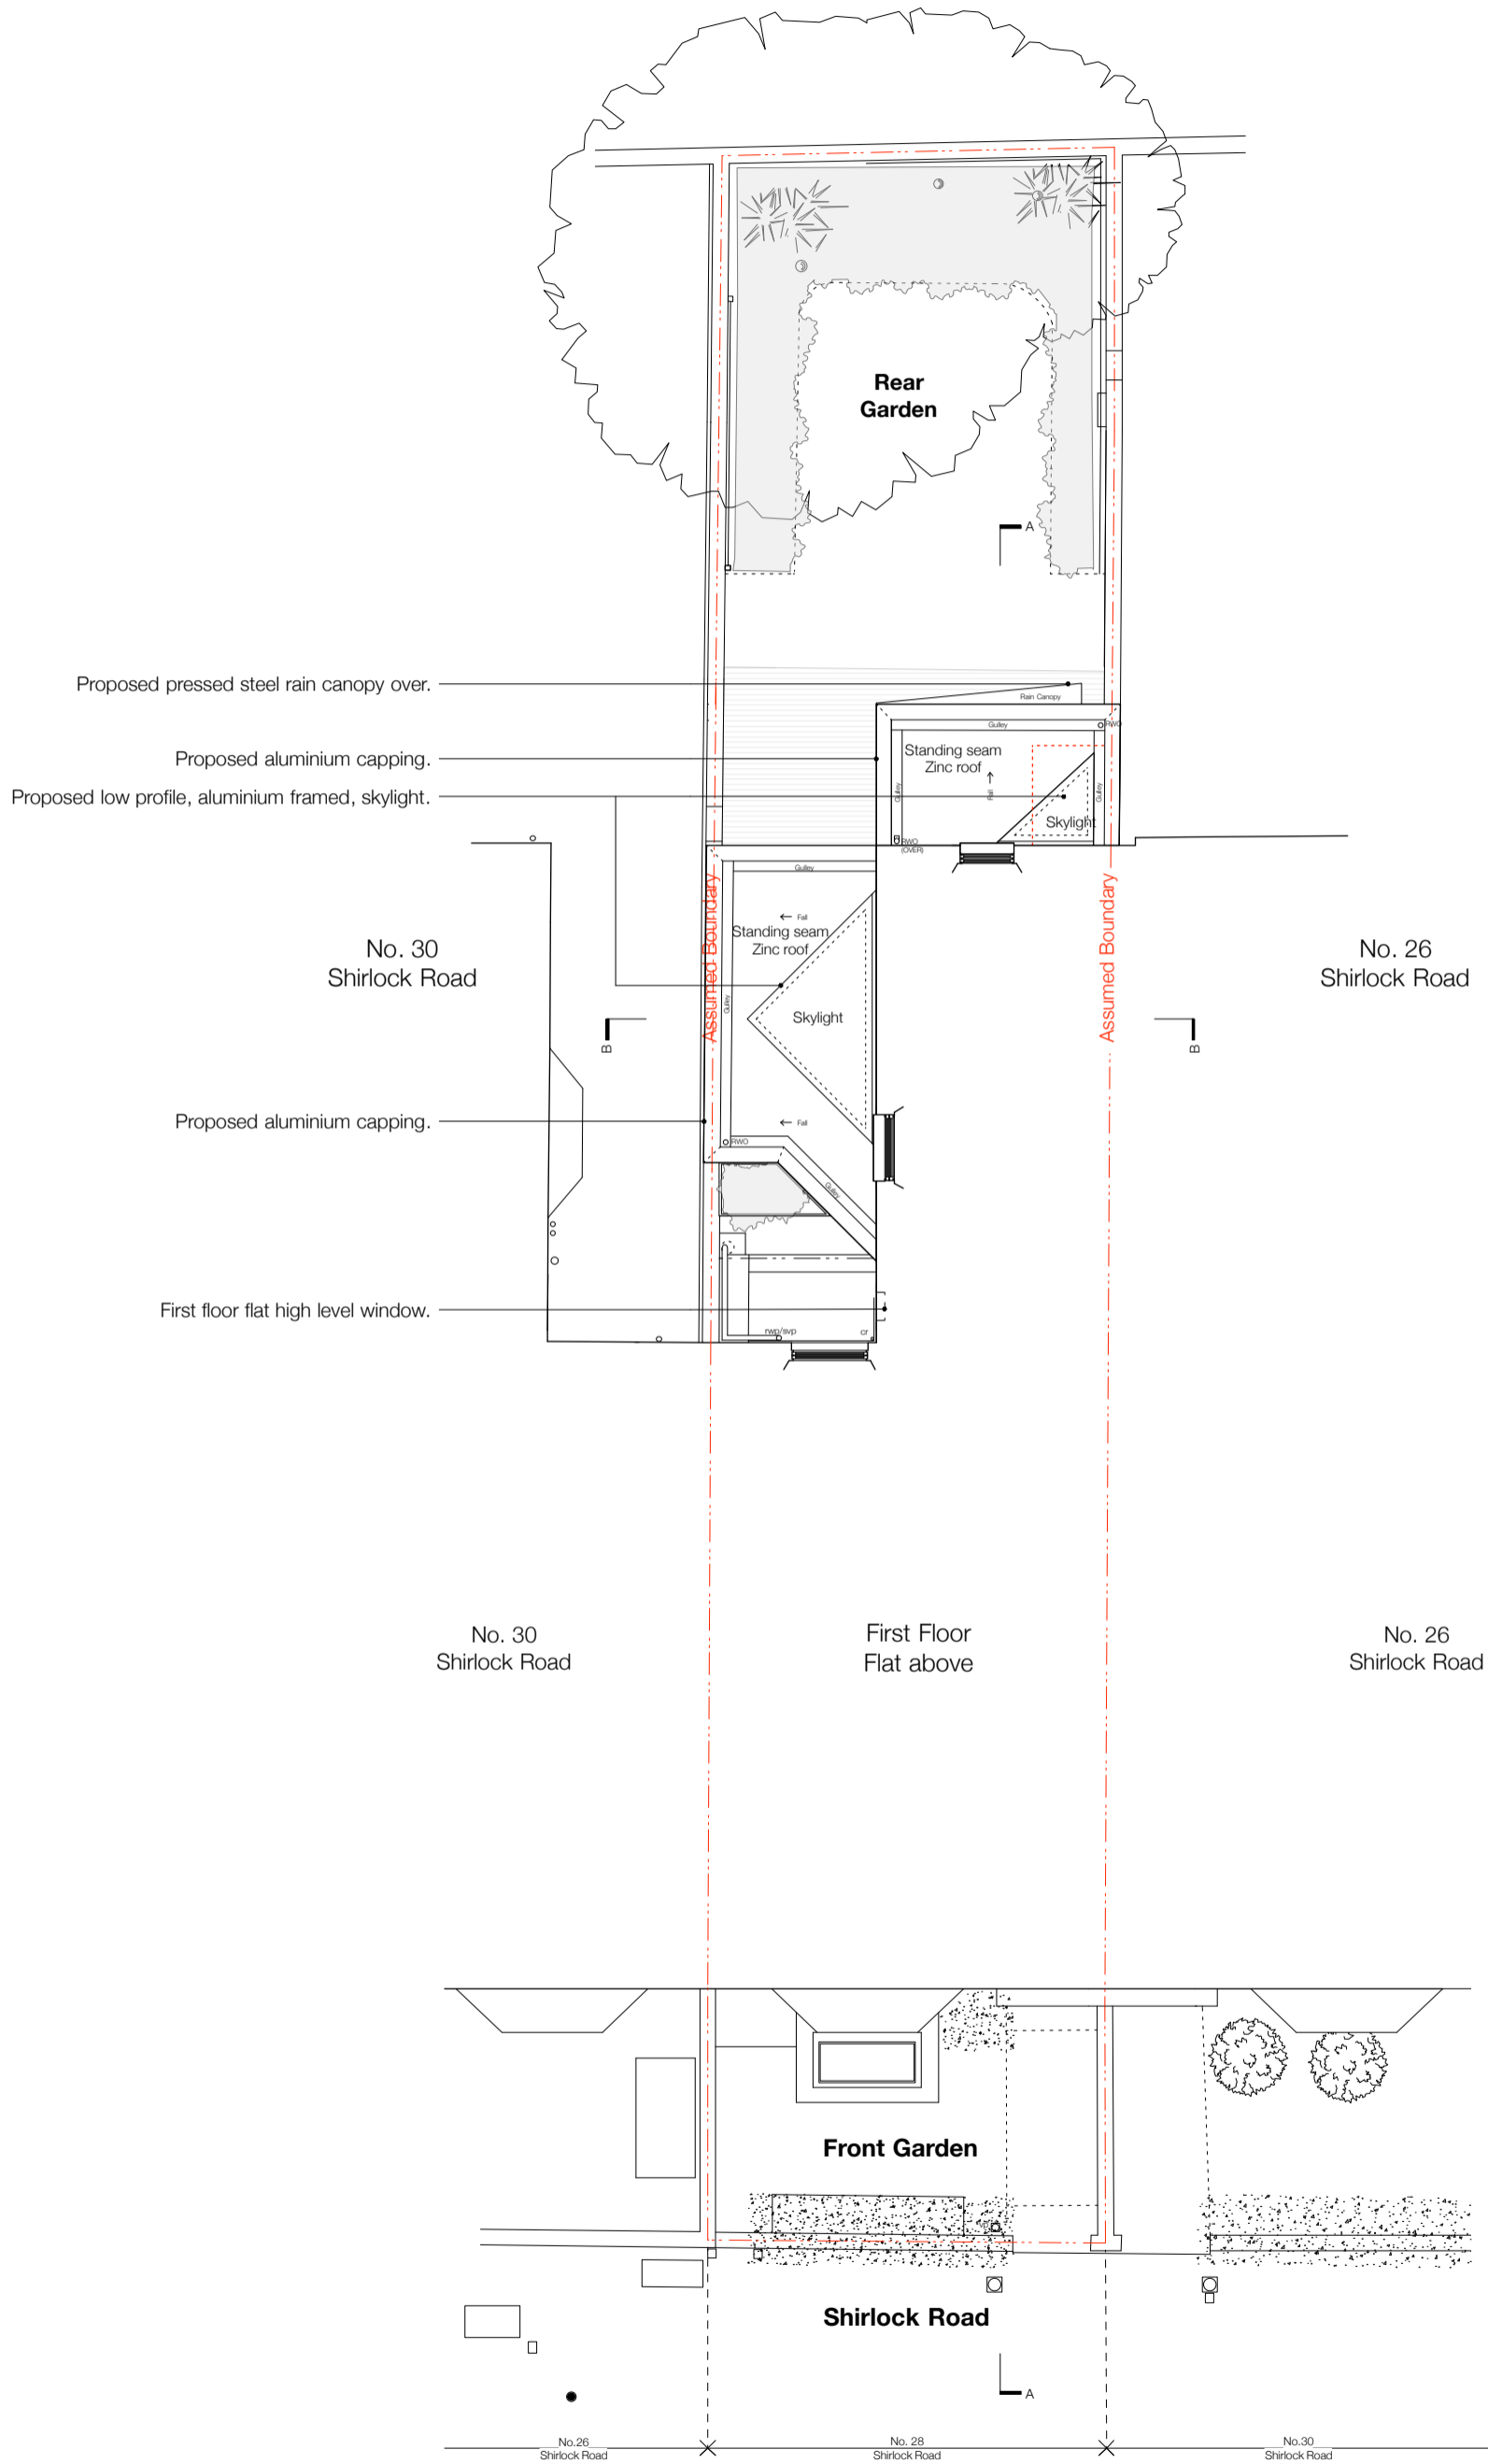 Rear
Garden
A
Proposed pressed steel rain canopy over.
Rain Canopy
Gulley
RWO
Proposed aluminium capping.
Standing seam
Zinc roof
Fall
Gulley
Gulley
Proposed low profile, aluminium framed, skylight.
Skylight
RWO
(OVER)
Gulley
Assumed Boundary
Assumed Boundary
Fall
Standing seam
Zinc roof
No. 30
Shirlock Road
No. 26
Shirlock Road
Gulley
Skylight
B
B
Proposed aluminium capping.
Fall
RWO
Gulley
First floor flat high level window.
rwp/svp
cr
No. 30
Shirlock Road
First Floor
Flat above
No. 26
Shirlock Road
Front Garden
Shirlock Road
A
No.26
Shirlock Road
No. 28
Shirlock Road
No.30
Shirlock Road